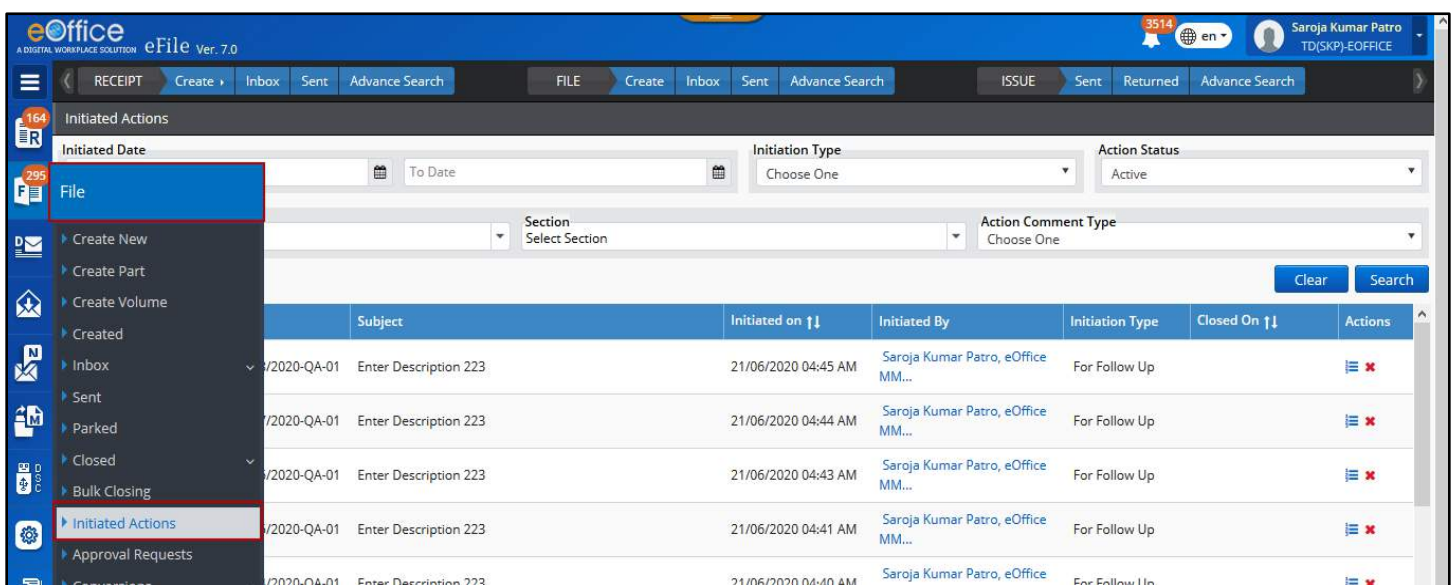 eOffice
A DIGITAL WORKPLACE SOLUTION eFile Ver. 7.0
3514 en Saroja Kumar Patro
TD(SKP)-EOFFICE
RECEIPT Create Inbox Sent Advance Search FILE Create Inbox Sent Advance Search ISSUE Sent Returned Advance Search
164 R Initiated Actions
Initiated Date Initiation Type Action Status
To Date Choose One Active
295 F File
Section Action Comment Type
Select Section Choose One
D Create New
Create Part
Clear Search
Create Volume
Subject Initiated on Initiated By Initiation Type Closed On Actions
Created
N Inbox /2020-QA-01 Enter Description 223 21/06/2020 04:45 AM Saroja Kumar Patro, eOffice MM... For Follow Up
Sent
M Parked /2020-QA-01 Enter Description 223 21/06/2020 04:44 AM Saroja Kumar Patro, eOffice MM... For Follow Up
DSC Closed /2020-QA-01 Enter Description 223 21/06/2020 04:43 AM Saroja Kumar Patro, eOffice MM... For Follow Up
Bulk Closing
Initiated Actions /2020-QA-01 Enter Description 223 21/06/2020 04:41 AM Saroja Kumar Patro, eOffice MM... For Follow Up
Approval Requests
Conversions /2020-QA-01 Enter Description 223 21/06/2020 04:40 AM Saroja Kumar Patro, eOffice For Follow Up